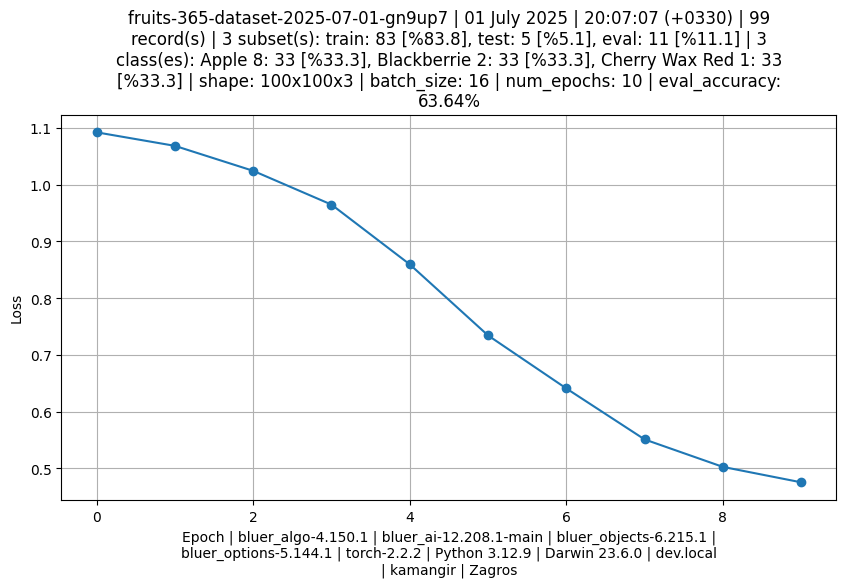 fruits-365-dataset-2025-07-01-gn9up7 | 01 July 2025 | 20:07:07 (+0330) | 99
record(s) | 3 subset(s): train: 83 [%83.8], test: 5 [%5.1], eval: 11 [%11.1] | 3
class(es): Apple 8: 33 [%33.3], Blackberrie 2: 33 [%33.3], Cherry Wax Red 1: 33
[%33.3] | shape: 100x100x3 | batch_size: 16 | num_epochs: 10 | eval_accuracy:
63.64%
1.1
1.0
0.9
0.8
0.7
0.6
0.5
Loss
0 2 4 6 8
Epoch | bluer_algo-4.150.1 | bluer_ai-12.208.1-main | bluer_objects-6.215.1 |
bluer_options-5.144.1 | torch-2.2.2 | Python 3.12.9 | Darwin 23.6.0 | dev.local
| kamangir | Zagros